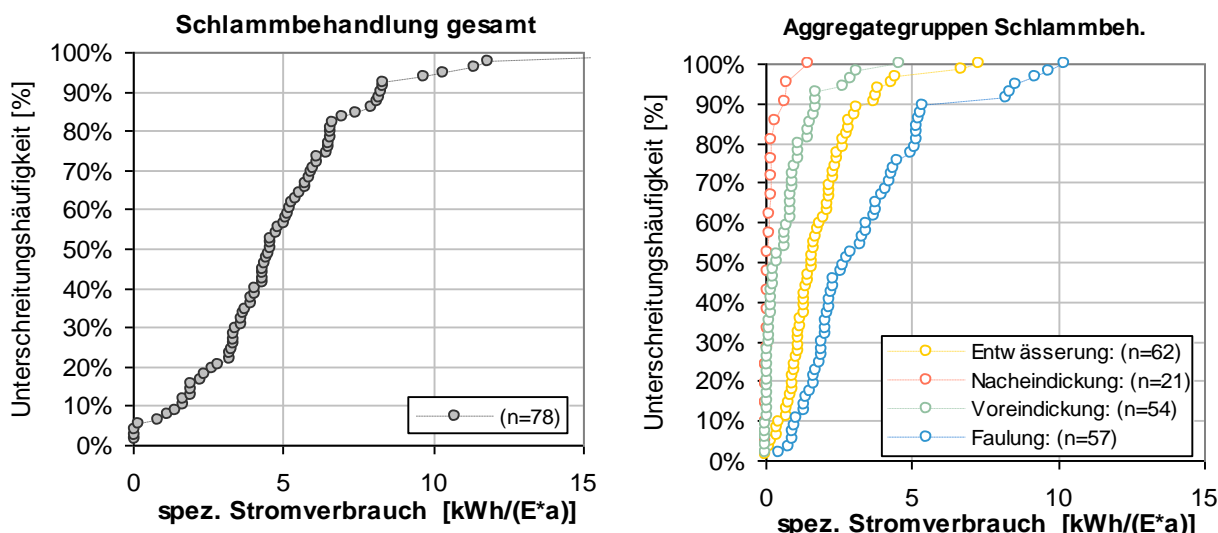 Schlammbehandlung gesamt
Unterschreitungshäufigkeit [%]
100%
90%
80%
70%
60%
50%
40%
30%
20%
10%
0%
(n=78)
0
5
10
15
spez. Stromverbrauch [kWh/(E*a)]
Aggregategruppen Schlammbeh.
Unterschreitungshäufigkeit [%]
100%
90%
80%
70%
60%
50%
40%
30%
20%
10%
0%
Entwässerung: (n=62)
Nacheindickung: (n=21)
Voreindickung: (n=54)
Faulung: (n=57)
0
5
10
15
spez. Stromverbrauch [kWh/(E*a)]